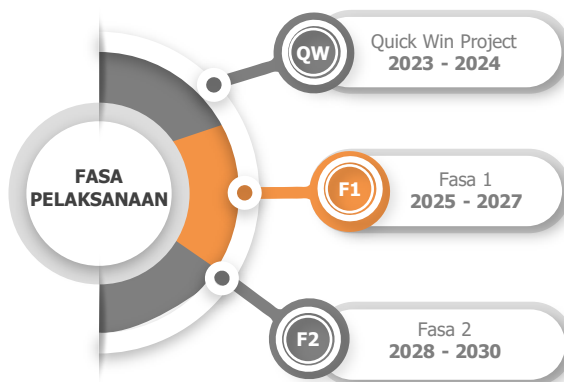 FASA
PELAKSANAAN
QW
Quick Win Project
2023 - 2024
F1
Fasa 1
2025 - 2027
F2
Fasa 2
2028 - 2030